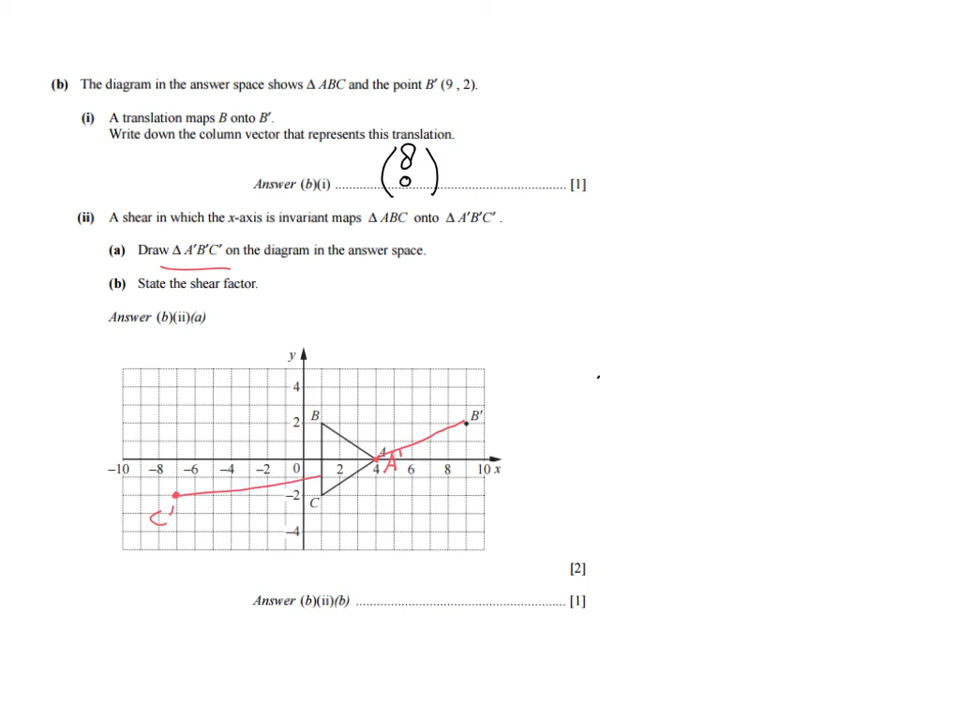 (b) The diagram in the answer space shows Δ ABC and the point B′ (9 , 2).
(i) A translation maps B onto B′.
Write down the column vector that represents this translation.
(8
0)
Answer (b)(i) ............................................................ [1]
(ii) A shear in which the x-axis is invariant maps Δ ABC onto Δ A′B′C′ .
(a) Draw Δ A′B′C′ on the diagram in the answer space.
(b) State the shear factor.
Answer (b)(ii)(a)
y
4
B
B′
2
A
A'
−10 −8 −6 −4 −2 0 2 4 6 8 10 x
−2
C
C'
−4
[2]
Answer (b)(ii)(b) ............................................................ [1]